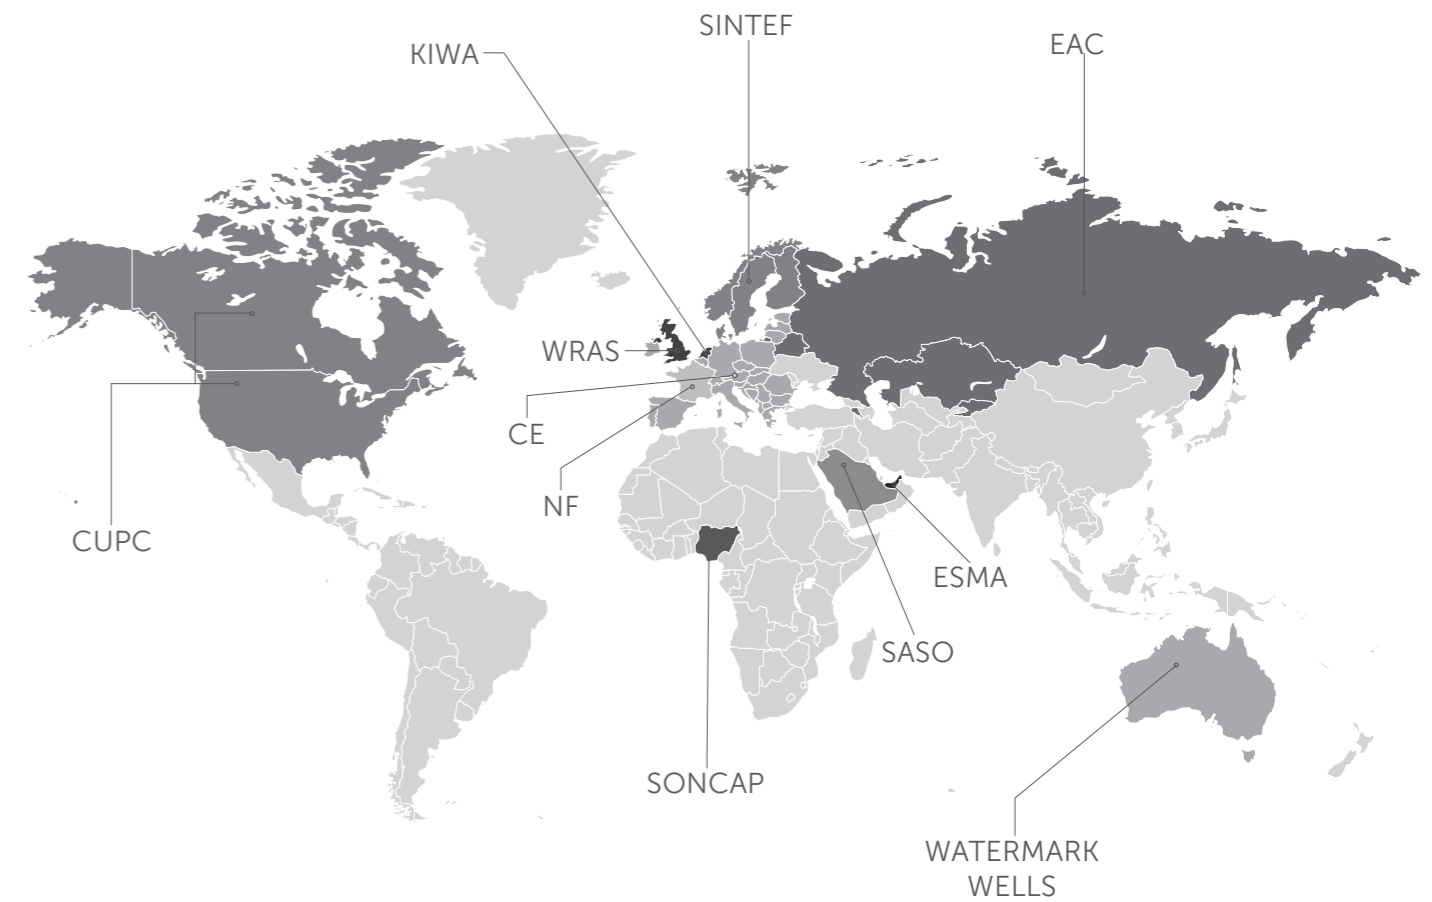 SINTEF
KIWA
EAC
WRAS
CE
NF
CUPC
ESMA
SASO
SONCAP
WATERMARK
WELLS